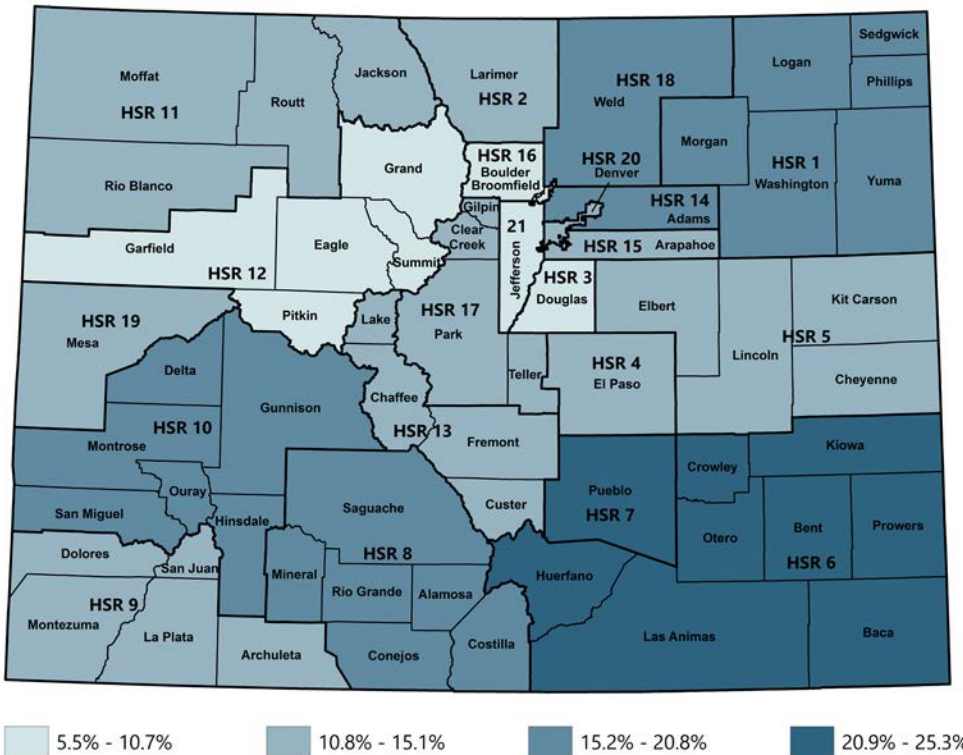 Moffat
HSR 11
Routt
Jackson
Larimer
HSR 2
HSR 18
Weld
Logan
Sedgwick
Phillips
Morgan
HSR 1
Washington
Yuma
Rio Blanco
Grand
HSR 16
Boulder
Broomfield
HSR 20
Denver
HSR 14
Adams
HSR 15
Arapahoe
Gilpin
Clear
Creek
21
Jefferson
Garfield
HSR 12
Eagle
Summit
HSR 3
Douglas
Elbert
Kit Carson
HSR 5
Lincoln
Cheyenne
HSR 19
Mesa
Pitkin
Lake
HSR 17
Park
Teller
HSR 4
El Paso
Delta
Gunnison
Chaffee
HSR 13
Fremont
Montrose
HSR 10
Ouray
San Miguel
Hinsdale
Saguache
HSR 8
Custer
Pueblo
HSR 7
Crowley
Kiowa
Otero
Bent
HSR 6
Prowers
Dolores
San Juan
HSR 9
Montezuma
La Plata
Mineral
Rio Grande
Alamosa
Huerfano
Archuleta
Conejos
Costilla
Las Animas
Baca
5.5% - 10.7%
10.8% - 15.1%
15.2% - 20.8%
20.9% - 25.3%